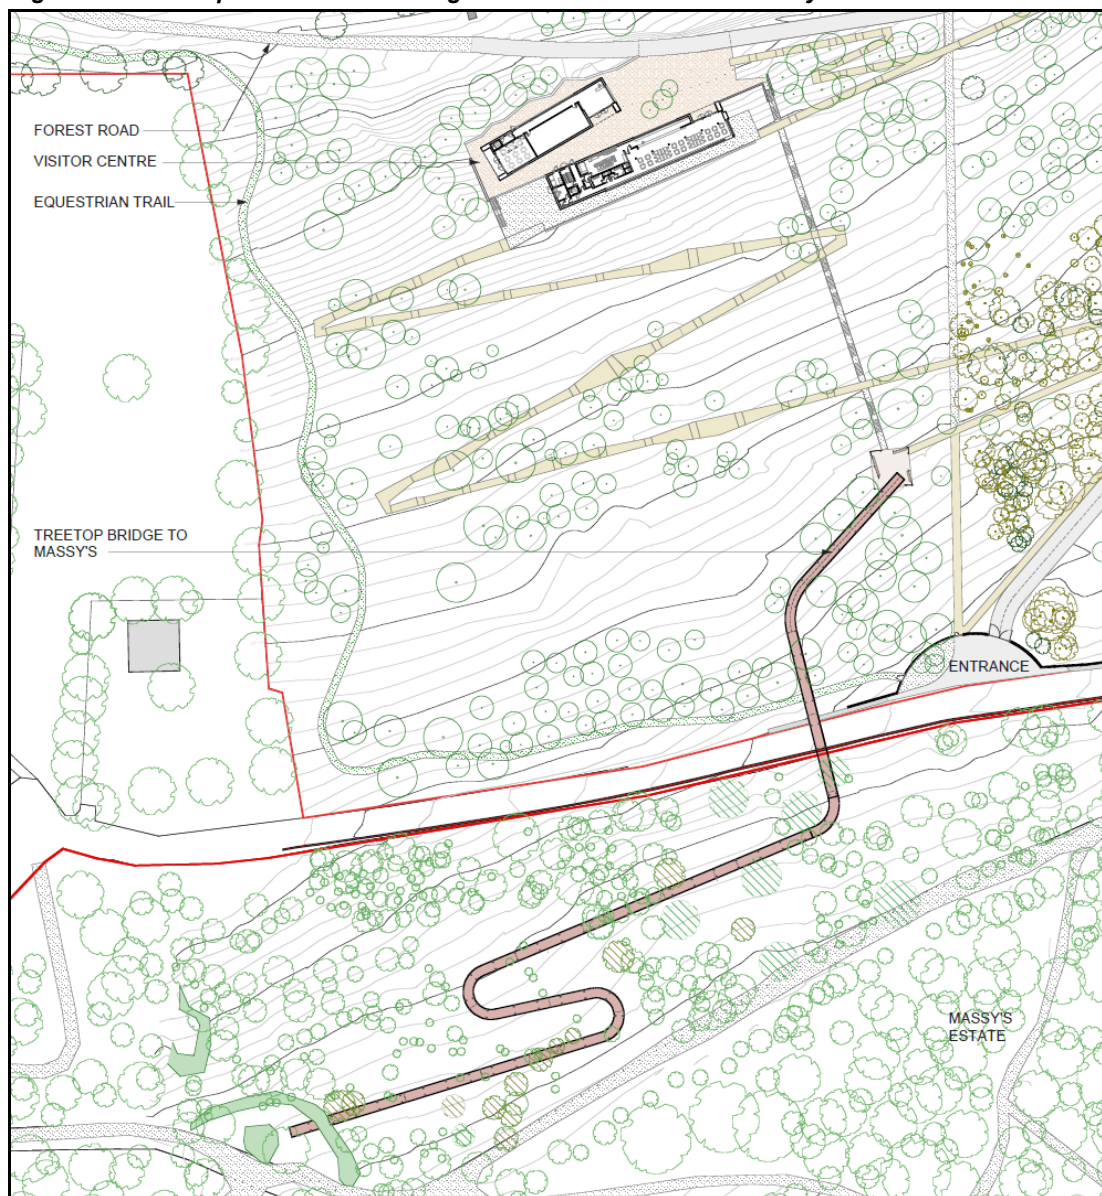 FOREST ROAD
VISITOR CENTRE
EQUESTRIAN TRAIL
TREETOP BRIDGE TO
MASSY'S
ENTRANCE
MASSY'S
ESTATE